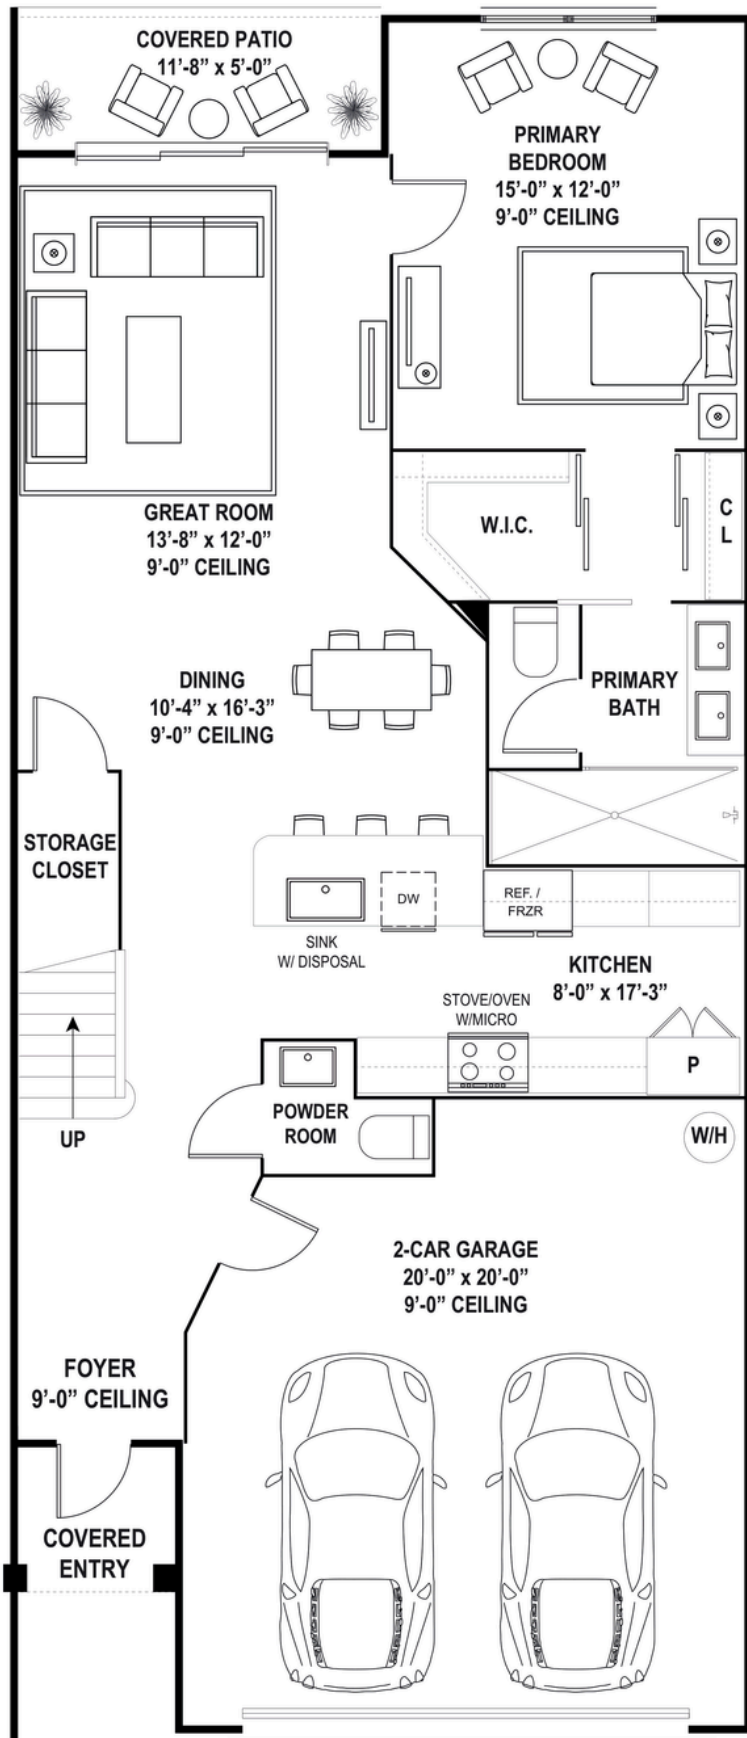 COVERED PATIO
11’-8” x 5’-0”
PRIMARY
BEDROOM
15’-0” x 12’-0”
9’-0” CEILING
GREAT ROOM
13’-8” x 12’-0”
9’-0” CEILING
W.I.C.
C
L
DINING
10’-4” x 16’-3”
9’-0” CEILING
PRIMARY
BATH
STORAGE
CLOSET
DW
REF. /
FRZR
SINK
W/ DISPOSAL
KITCHEN
8’-0” x 17’-3”
STOVE/OVEN
W/MICRO
P
UP
POWDER
ROOM
W/H
2-CAR GARAGE
20’-0” x 20’-0”
9’-0” CEILING
FOYER
9’-0” CEILING
COVERED
ENTRY